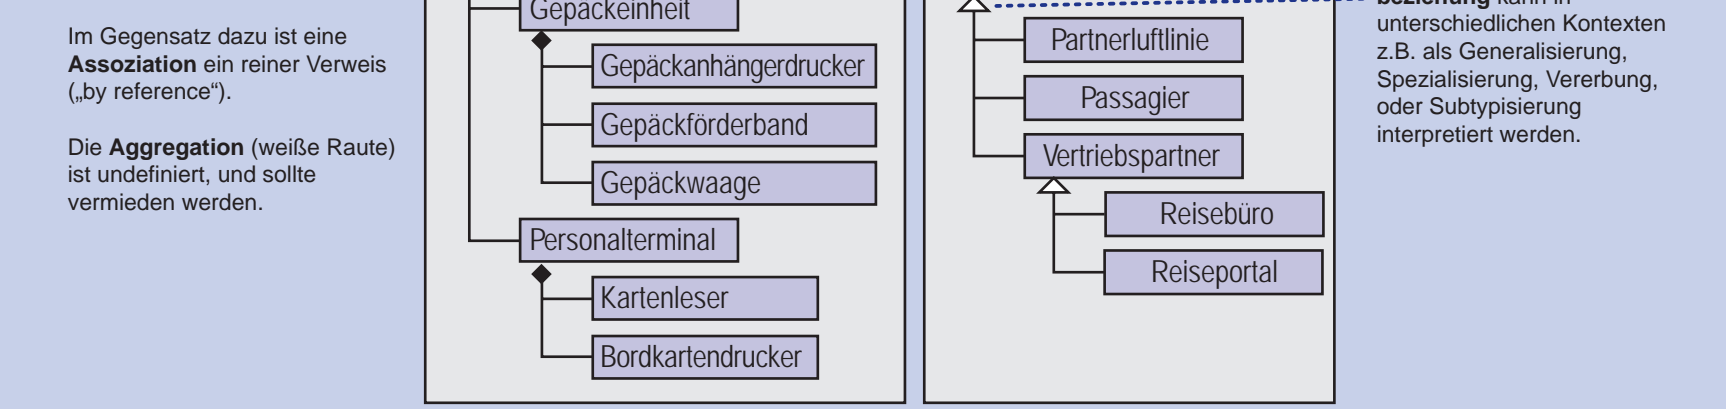 Im Gegensatz dazu ist eine
Assoziation ein reiner Verweis
(„by reference“).
Die Aggregation (weiße Raute)
ist undefiniert, und sollte
vermieden werden.
Gepäckeinheit
Gepäckanhängerdrucker
Gepäckförderband
Gepäckwaage
Personalterminal
Kartenleser
Bordkartendrucker
Partnerluftlinie
Passagier
Vertriebspartner
Reisebüro
Reiseportal
beziehung kann in
unterschiedlichen Kontexten
z.B. als Generalisierung,
Spezialisierung, Vererbung,
oder Subtypisierung
interpretiert werden.